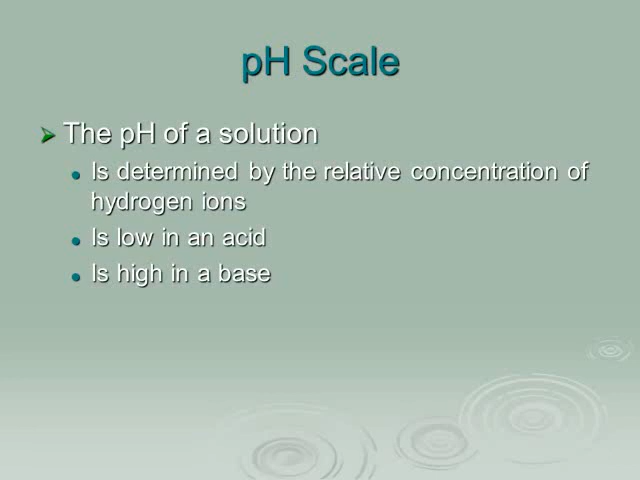 pH Scale
The pH of a solution
Is determined by the relative concentration of
hydrogen ions
Is low in an acid
Is high in a base